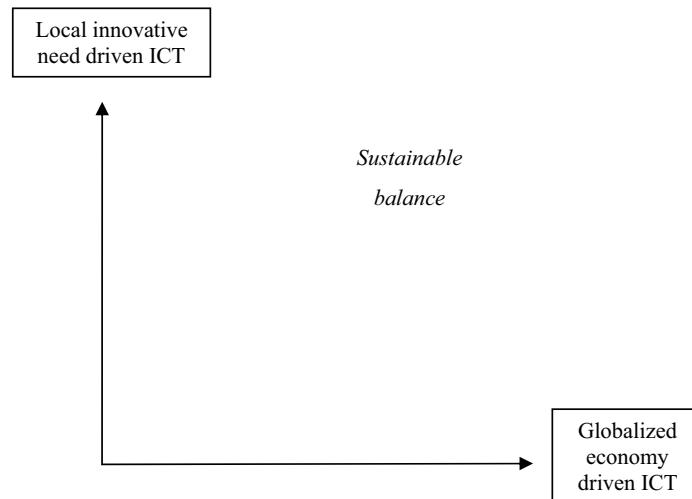 Local innovative
need driven ICT
Sustainable
balance
Globalized
economy
driven ICT